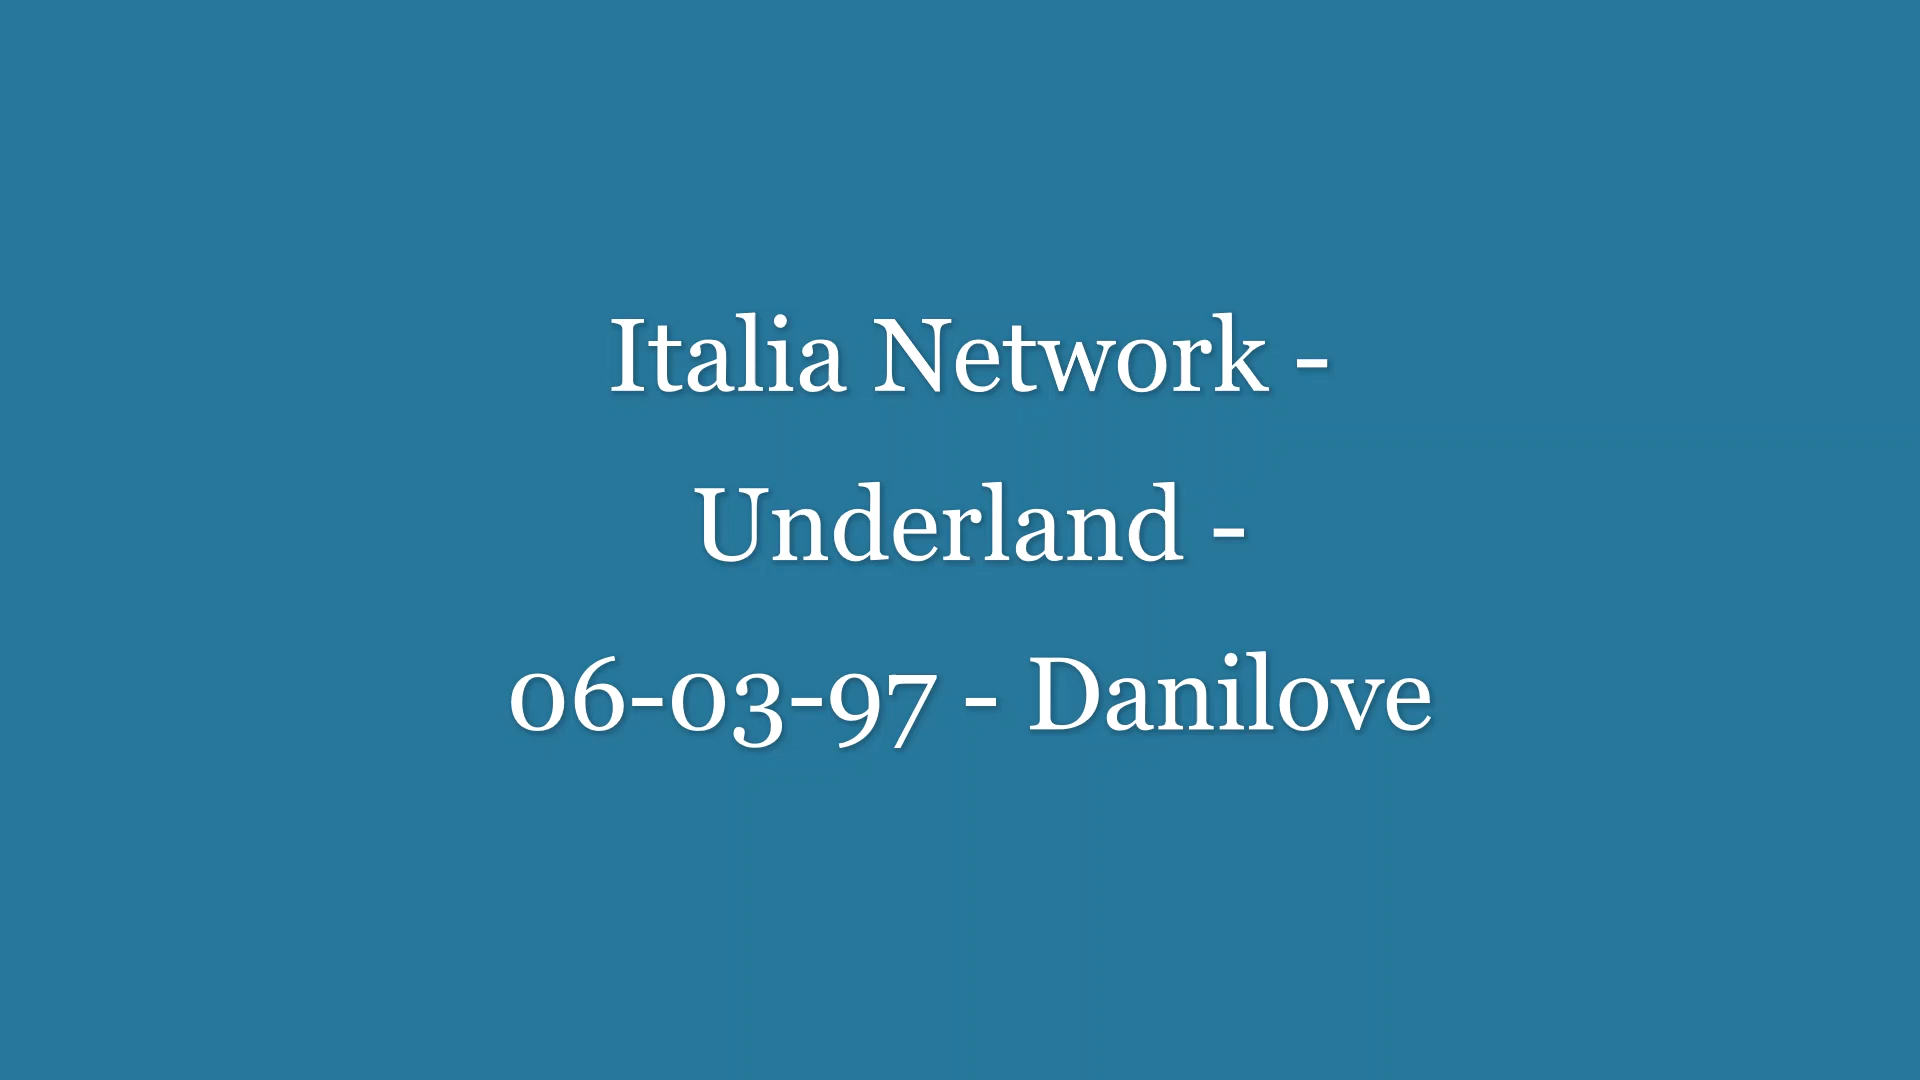 Italia Network -
Underland -
06-03-97 - Danilove